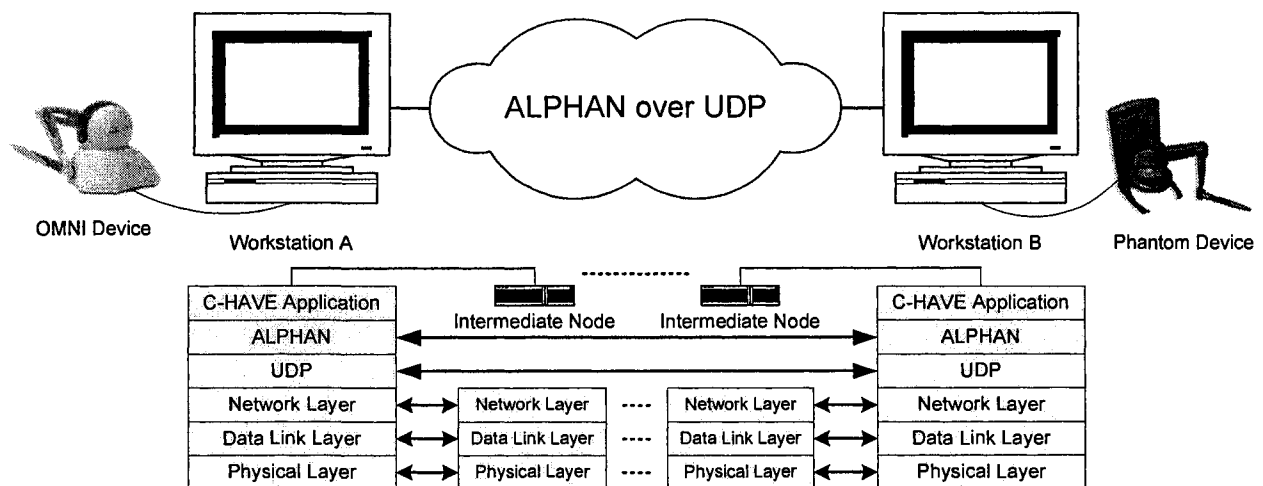 ALPHAN over UDP
OMNI Device
Workstation A
Workstation B
Phantom Device
C-HAVE Application
Intermediate Node
Intermediate Node
C-HAVE Application
ALPHAN
ALPHAN
UDP
UDP
Network Layer
Network Layer
Network Layer
Network Layer
Data Link Layer
Data Link Layer
Data Link Layer
Data Link Layer
Physical Layer
Physical Layer
Physical Layer
Physical Layer